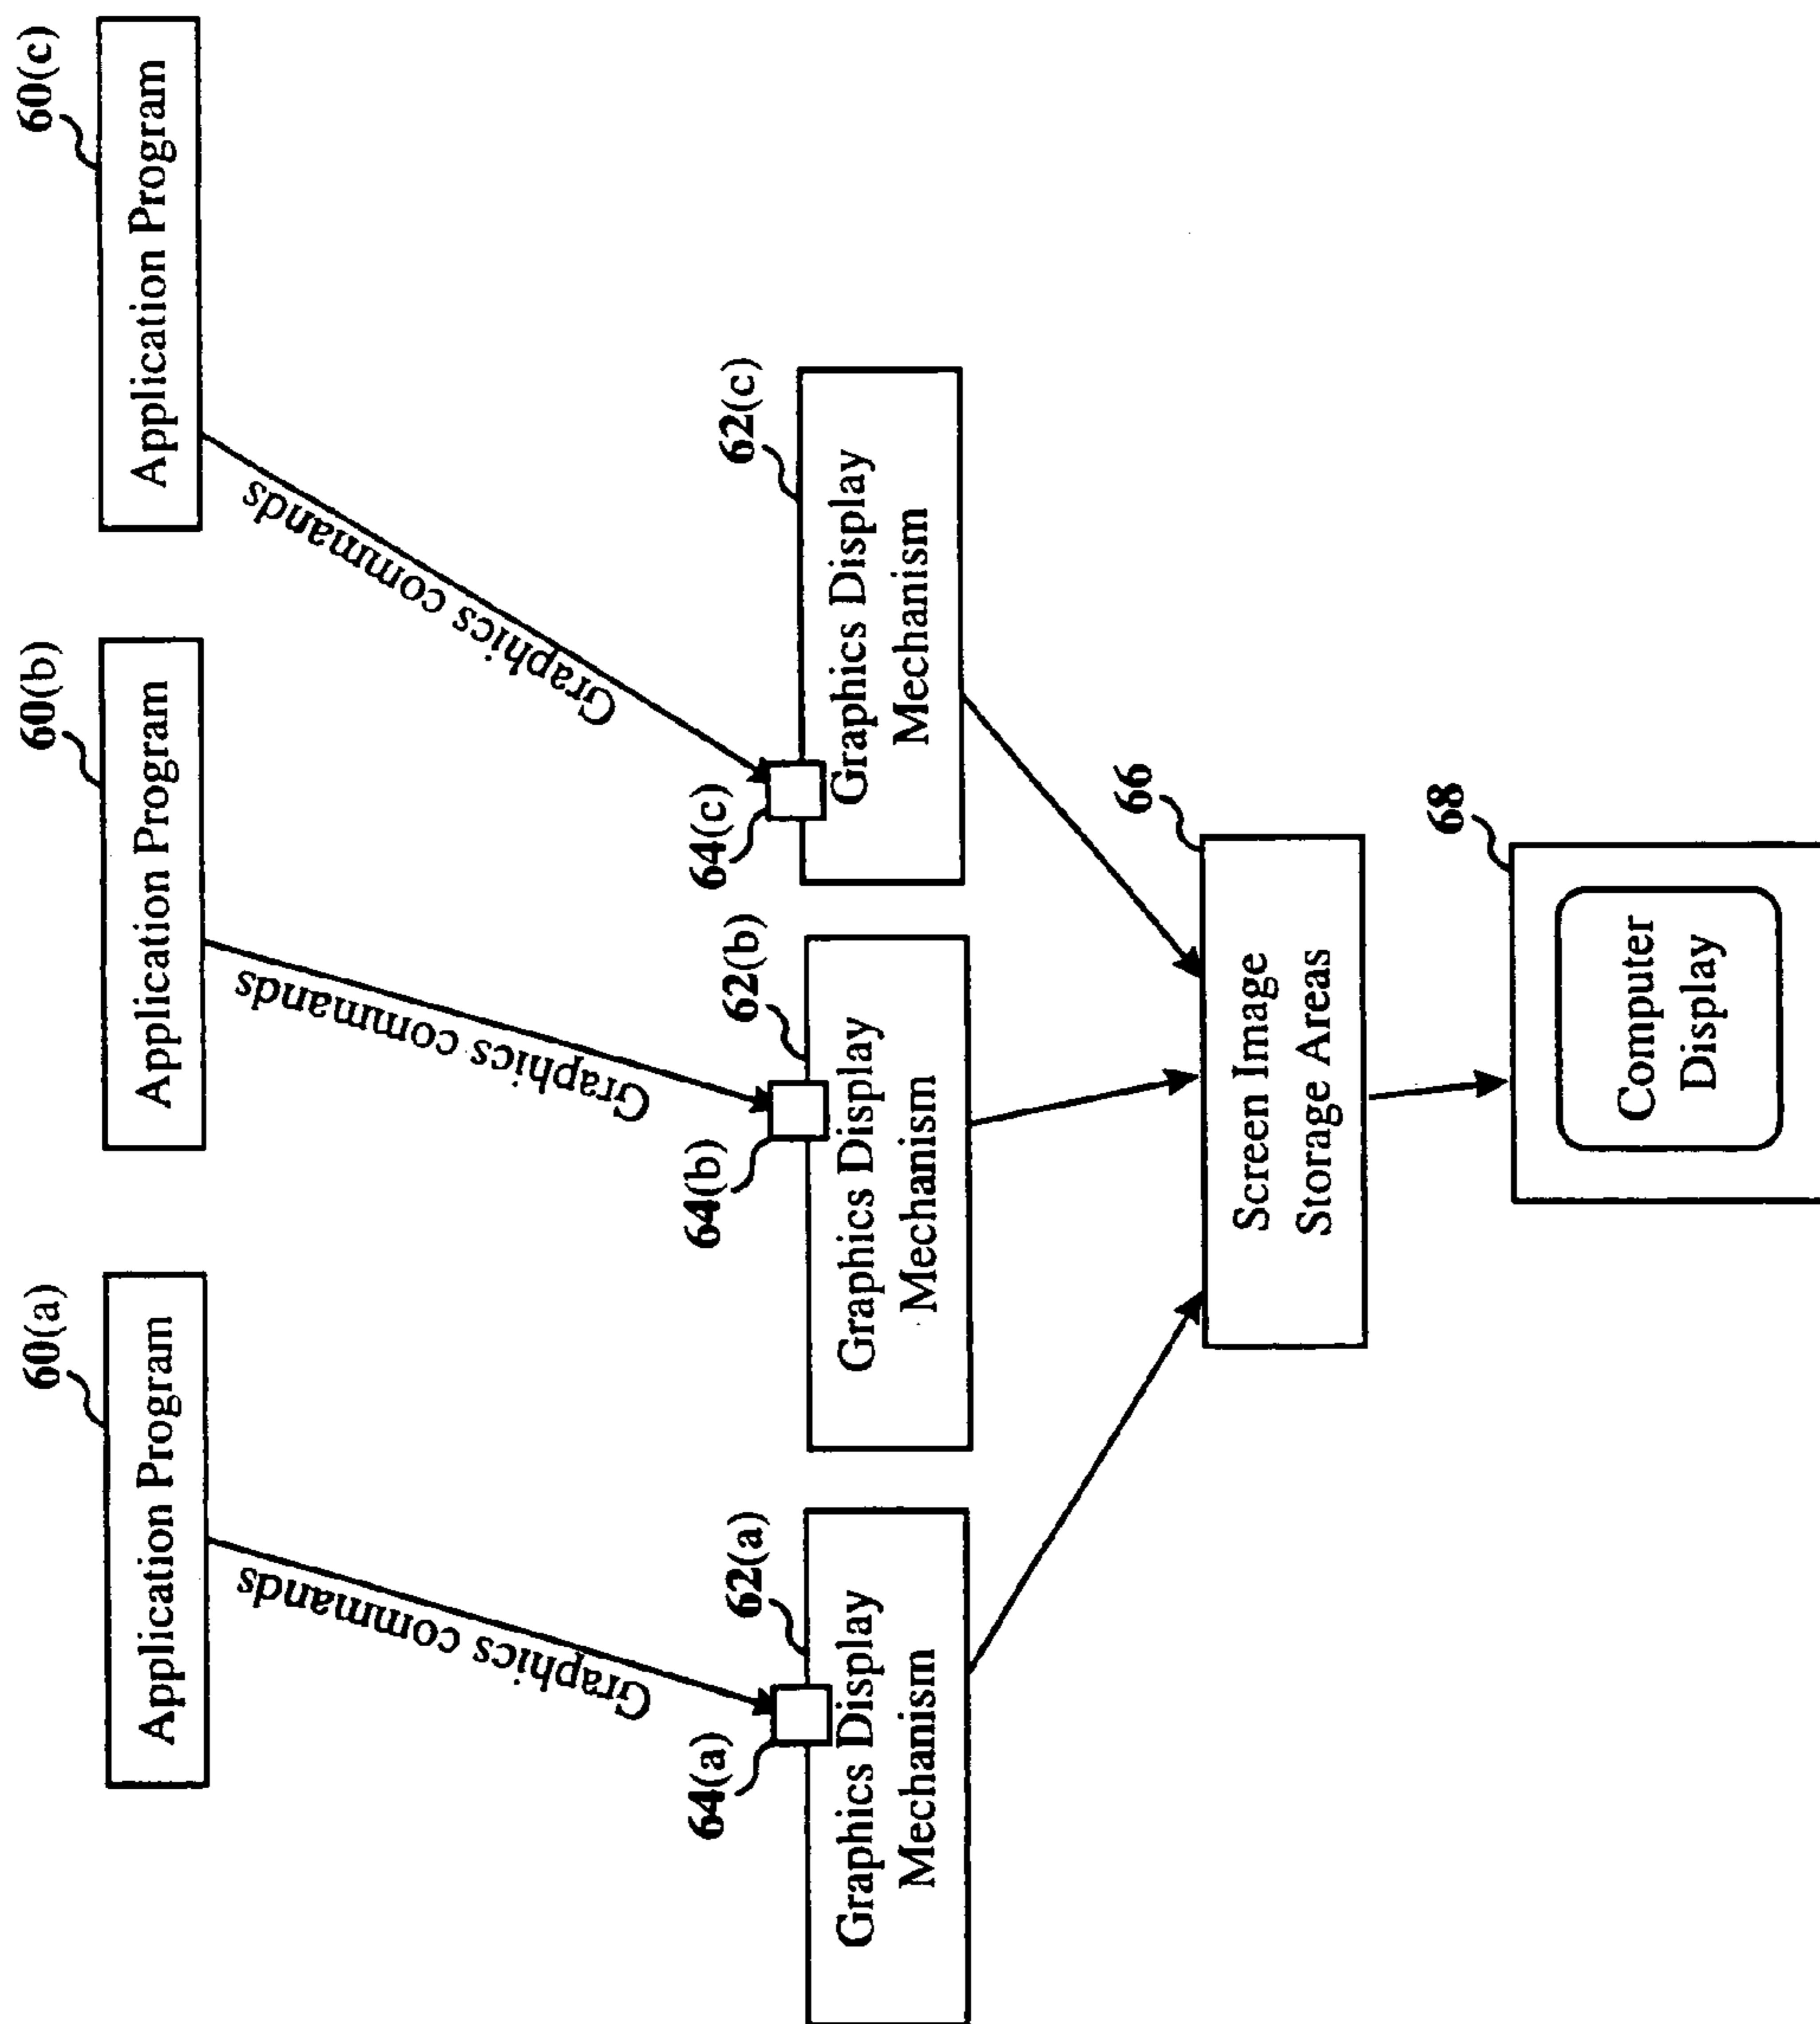 60(a)
Application Program
60(b)
Application Program
60(c)
Application Program
Graphics commands
Graphics commands
Graphics commands
64(a)
62(a)
Graphics Display
Mechanism
64(b)
62(b)
Graphics Display
Mechanism
64(c)
62(c)
Graphics Display
Mechanism
66
Screen Image
Storage Areas
68
Computer
Display